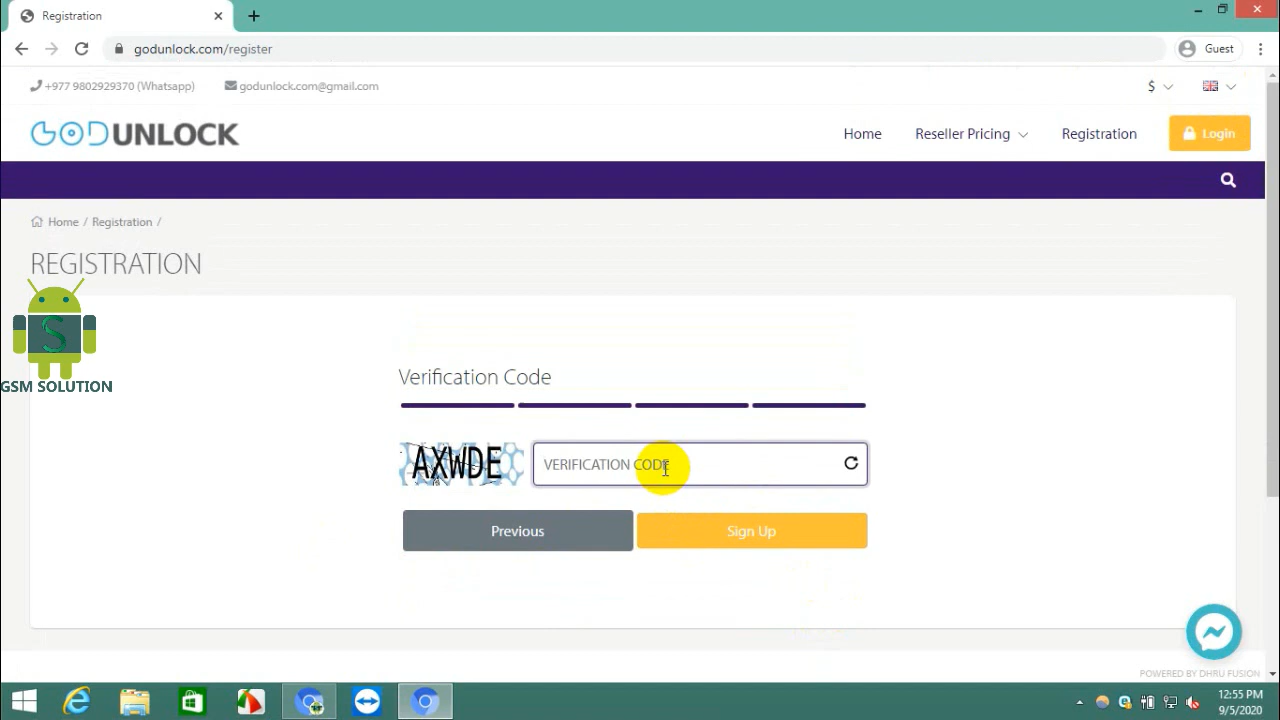 Registration
godunlock.com/register
Guest
+977 9802929370 (Whatsapp)
godunlock.com@gmail.com
$
GODUNLOCK
Home
Reseller Pricing
Registration
Login
Home / Registration /
REGISTRATION
S
GSM SOLUTION
Verification Code
AXWDE
VERIFICATION CODE
Previous
Sign Up
POWERED BY DHRU FUSION
12:55 PM
9/5/2020